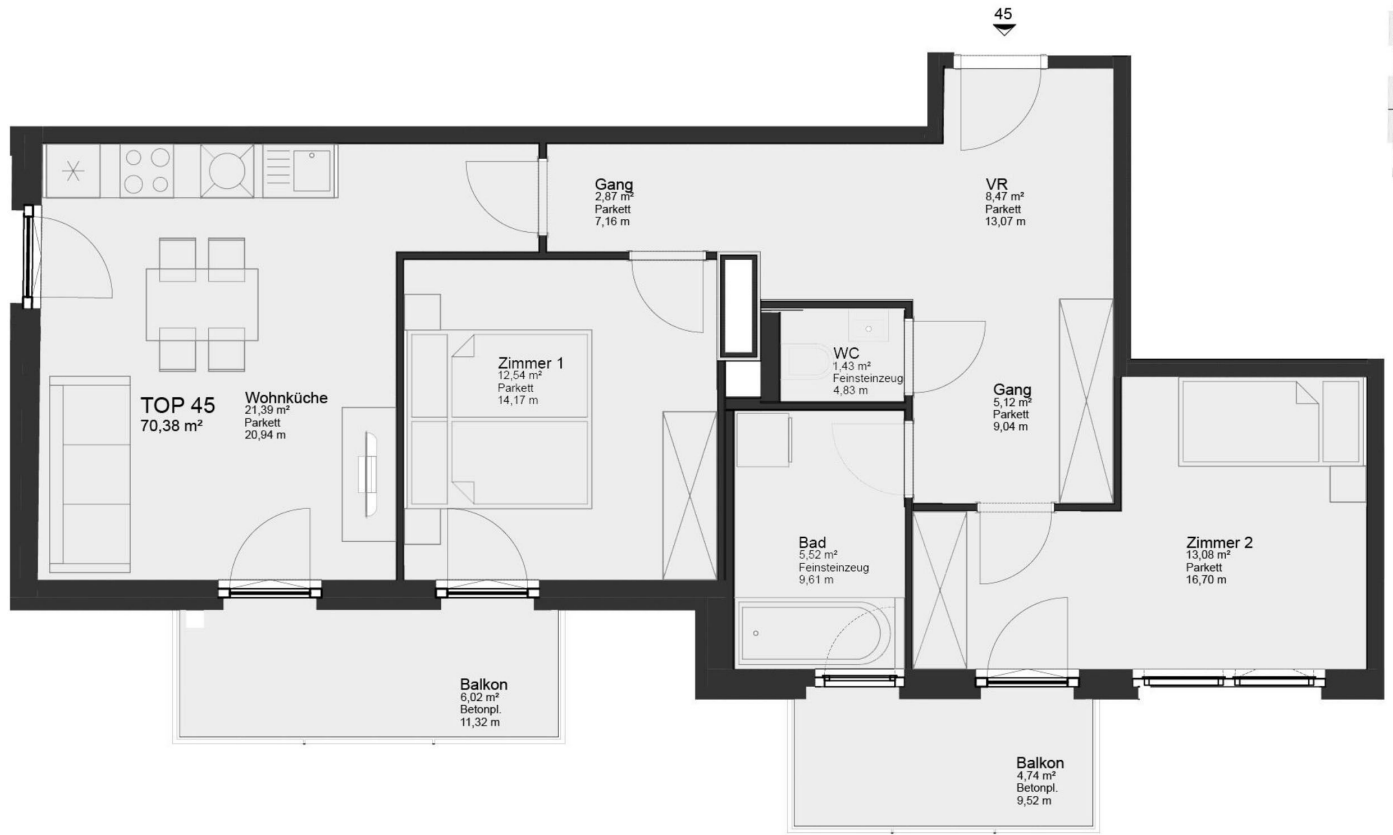 45
Gang
2,87 m²
Parkett
7,16 m
VR
8,47 m²
Parkett
13,07 m
Zimmer 1
12,54 m²
Parkett
14,17 m
WC
1,43 m²
Feinsteinzeug
4,83 m
TOP 45
70,38 m²
Wohnküche
21,39 m²
Parkett
20,94 m
Gang
5,12 m²
Parkett
9,04 m
Bad
5,52 m²
Feinsteinzeug
9,61 m
Zimmer 2
13,08 m²
Parkett
16,70 m
Balkon
6,02 m²
Betonpl.
11,32 m
Balkon
4,74 m²
Betonpl.
9,52 m